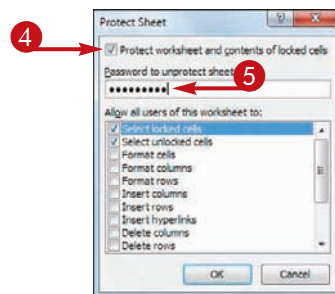 Protect Sheet
4
Protect worksheet and contents of locked cells
Password to unprotect sheet:
•••••••••
5
Allow all users of this worksheet to:
Select locked cells
Select unlocked cells
Format cells
Format columns
Format rows
Insert columns
Insert rows
Insert hyperlinks
Delete columns
Delete rows
OK Cancel